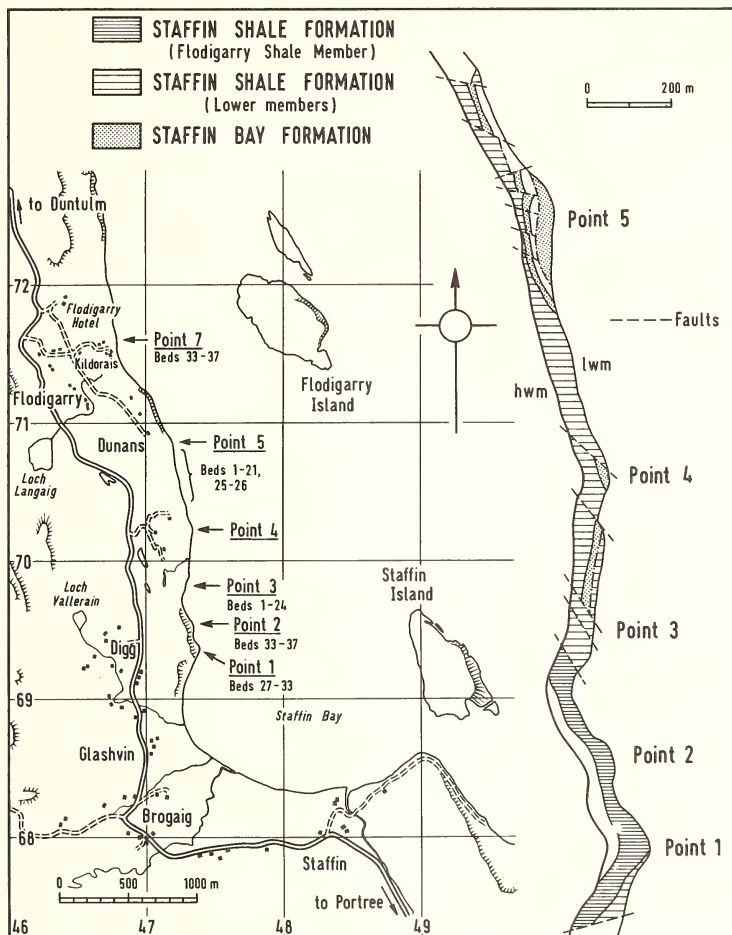 STAFFIN SHALE FORMATION
(Flodigarry Shale Member)
STAFFIN SHALE FORMATION
(Lower members)
STAFFIN BAY FORMATION
0 200 m
to Duntulm
72
Flodigarry
Hotel
Kildorais
Flodigarry
Point 7
Beds 33-37
Flodigarry
Island
71
Dunans
Loch
Langaig
Point 5
Beds 1-21,
25-26
Point 4
70
Loch
Vallerain
Point 3
Beds 1-24
Point 2
Beds 33-37
Digg
Point 1
Beds 27-33
Staffin
Island
69
Staffin Bay
Glashvin
Brogaig
68
Staffin
0 500 1000 m
to Portree
46 47 48 49
Point 5
Faults
lwm
hwm
Point 4
Point 3
Point 2
Point 1